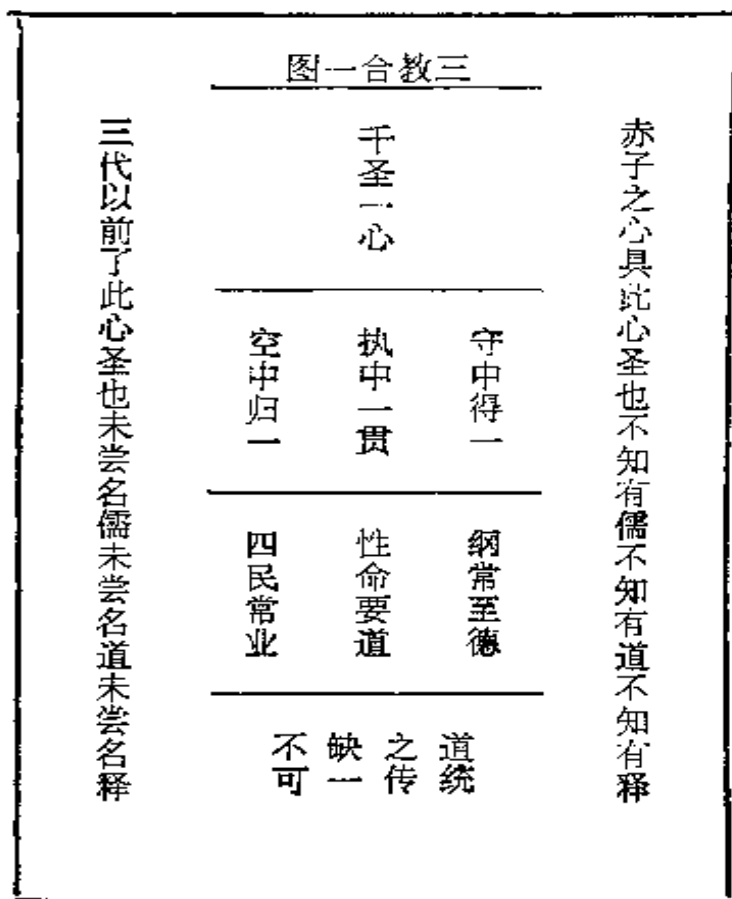 三教合一图
赤子之心具此心圣也不知有儒不知有道不知有释
千圣一心
守中得一
执中一贯
空中归一
纲常至德
性命要道
四民常业
道统
之传
缺一
不可
三代以前了此心圣也未尝名儒未尝名道未尝名释